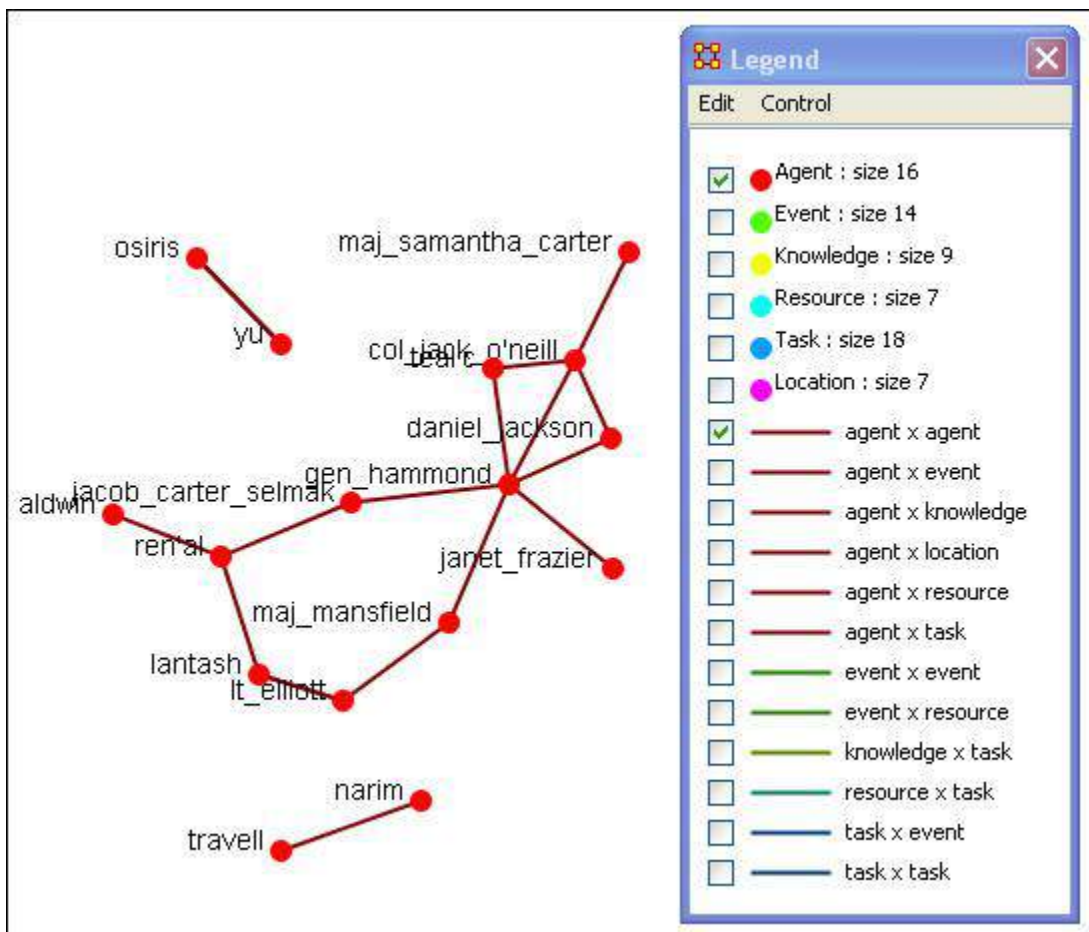 Legend
Edit Control
Agent : size 16
Event : size 14
Knowledge : size 9
Resource : size 7
Task : size 18
Location : size 7
agent x agent
agent x event
agent x knowledge
agent x location
agent x resource
agent x task
event x event
event x resource
knowledge x task
resource x task
task x event
task x task
osiris
maj_samantha_carter
yu
col_jack_o'neill
daniel_jackson
gen_hammond
jacob_carter_selmak
aldwin
ren'al
janet_frazier
maj_mansfield
lantash
lt_elliott
narim
travell